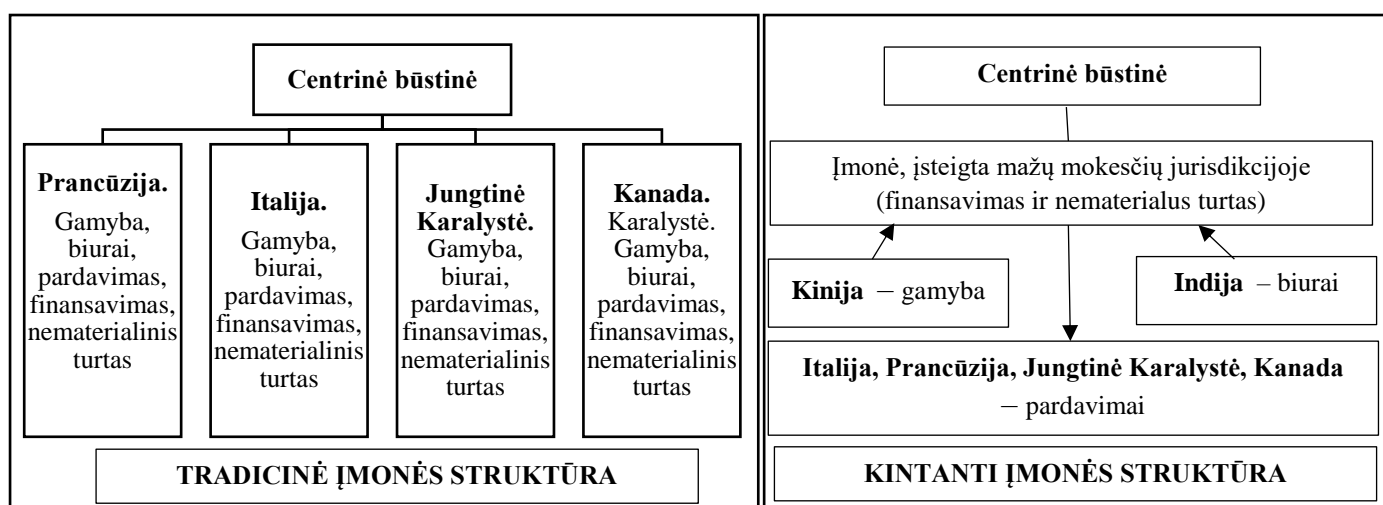 Centrinė būstinė
Prancūzija.
Gamyba,
biurai,
pardavimas,
finansavimas,
nematerialinis
turtas
Italija.
Gamyba,
biurai,
pardavimas,
finansavimas,
nematerialinis
turtas
Jungtinė
Karalystė.
Gamyba,
biurai,
pardavimas,
finansavimas,
nematerialinis
turtas
Kanada.
Karalystė.
Gamyba,
biurai,
pardavimas,
finansavimas,
nematerialinis
turtas
TRADICINĖ ĮMONĖS STRUKTŪRA
Centrinė būstinė
Įmonė, įsteigta mažų mokesčių jurisdikcijoje
(finansavimas ir nematerialus turtas)
Kinija – gamyba
Indija – biurai
Italija, Prancūzija, Jungtinė Karalystė, Kanada
– pardavimai
KINTANTI ĮMONĖS STRUKTŪRA